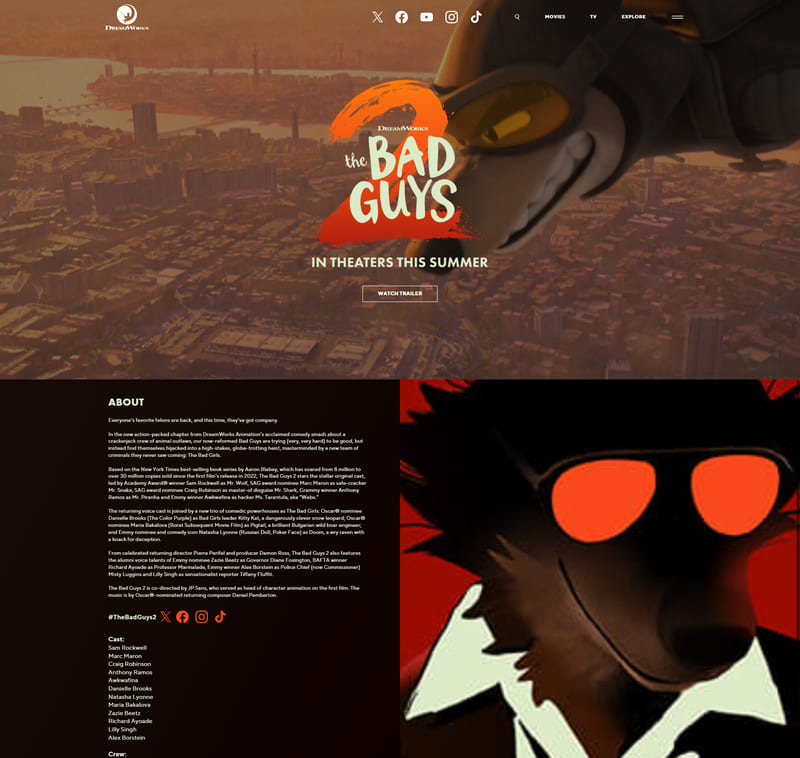 DREAMWORKS
MOVIES TV EXPLORE
DREAMWORKS
the BAD
GUYS
2
IN THEATERS THIS SUMMER
WATCH TRAILER
ABOUT
Everyone's favorite felons are back, and this time, they've got company.
In the new action-packed chapter from DreamWorks Animation's acclaimed comedy smash about a
crackerjack crew of animal outlaws, our now-reformed Bad Guys are trying (very, very hard) to be good, but
instead find themselves hijacked into a high-stakes, globe-trotting heist, masterminded by a new team of
criminals they never saw coming: The Bad Girls.
Based on the New York Times best-selling book series by Aaron Blabey, which has soared from 8 million to
over 30 million copies sold since the first film's release in 2022, The Bad Guys 2 stars the stellar original cast,
led by Academy Award® winner Sam Rockwell as Mr. Wolf, SAG award nominee Marc Maron as safe-cracker
Mr. Snake, SAG award nominee Craig Robinson as master-of disguise Mr. Shark, Grammy winner Anthony
Ramos as Mr. Piranha and Emmy winner Awkwafina as hacker Ms. Tarantula, aka "Webs."
The returning voice cast is joined by a new trio of comedic powerhouses as The Bad Girls: Oscar® nominee
Danielle Brooks (The Color Purple) as Bad Girls leader Kitty Kat, a dangerously clever snow leopard; Oscar®
nominee Maria Bakalova (Borat Subsequent Movie Film) as Pigtail, a brilliant Bulgarian wild boar engineer;
and Emmy nominee and comedy icon Natasha Lyonne (Russian Doll, Poker Face) as Doom, a wry raven with
a knack for deception.
From celebrated returning director Pierre Perifel and producer Damon Ross, The Bad Guys 2 also features
the alumni voice talents of Emmy nominee Zazie Beetz as Governor Diane Foxington, BAFTA winner
Richard Ayoade as Professor Marmalade, Emmy winner Alex Borstein as Police Chief (now Commissioner)
Misty Luggins and Lilly Singh as sensationalist reporter Tiffany Fluffit.
The Bad Guys 2 is co-directed by JP Sans, who served as head of character animation on the first film. The
music is by Oscar®-nominated returning composer Daniel Pemberton.
#TheBadGuys2
Cast:
Sam Rockwell
Marc Maron
Craig Robinson
Anthony Ramos
Awkwafina
Danielle Brooks
Natasha Lyonne
Maria Bakalova
Zazie Beetz
Richard Ayoade
Lilly Singh
Alex Borstein
Crew: